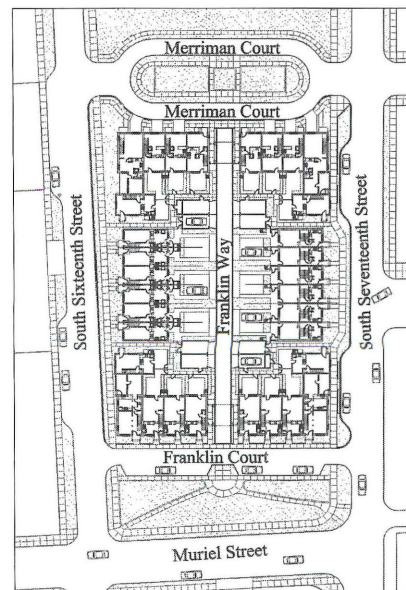 Merriman Court
Merriman Court
South Sixteenth Street
Franklin Way
South Seventeenth Street
Franklin Court
Muriel Street